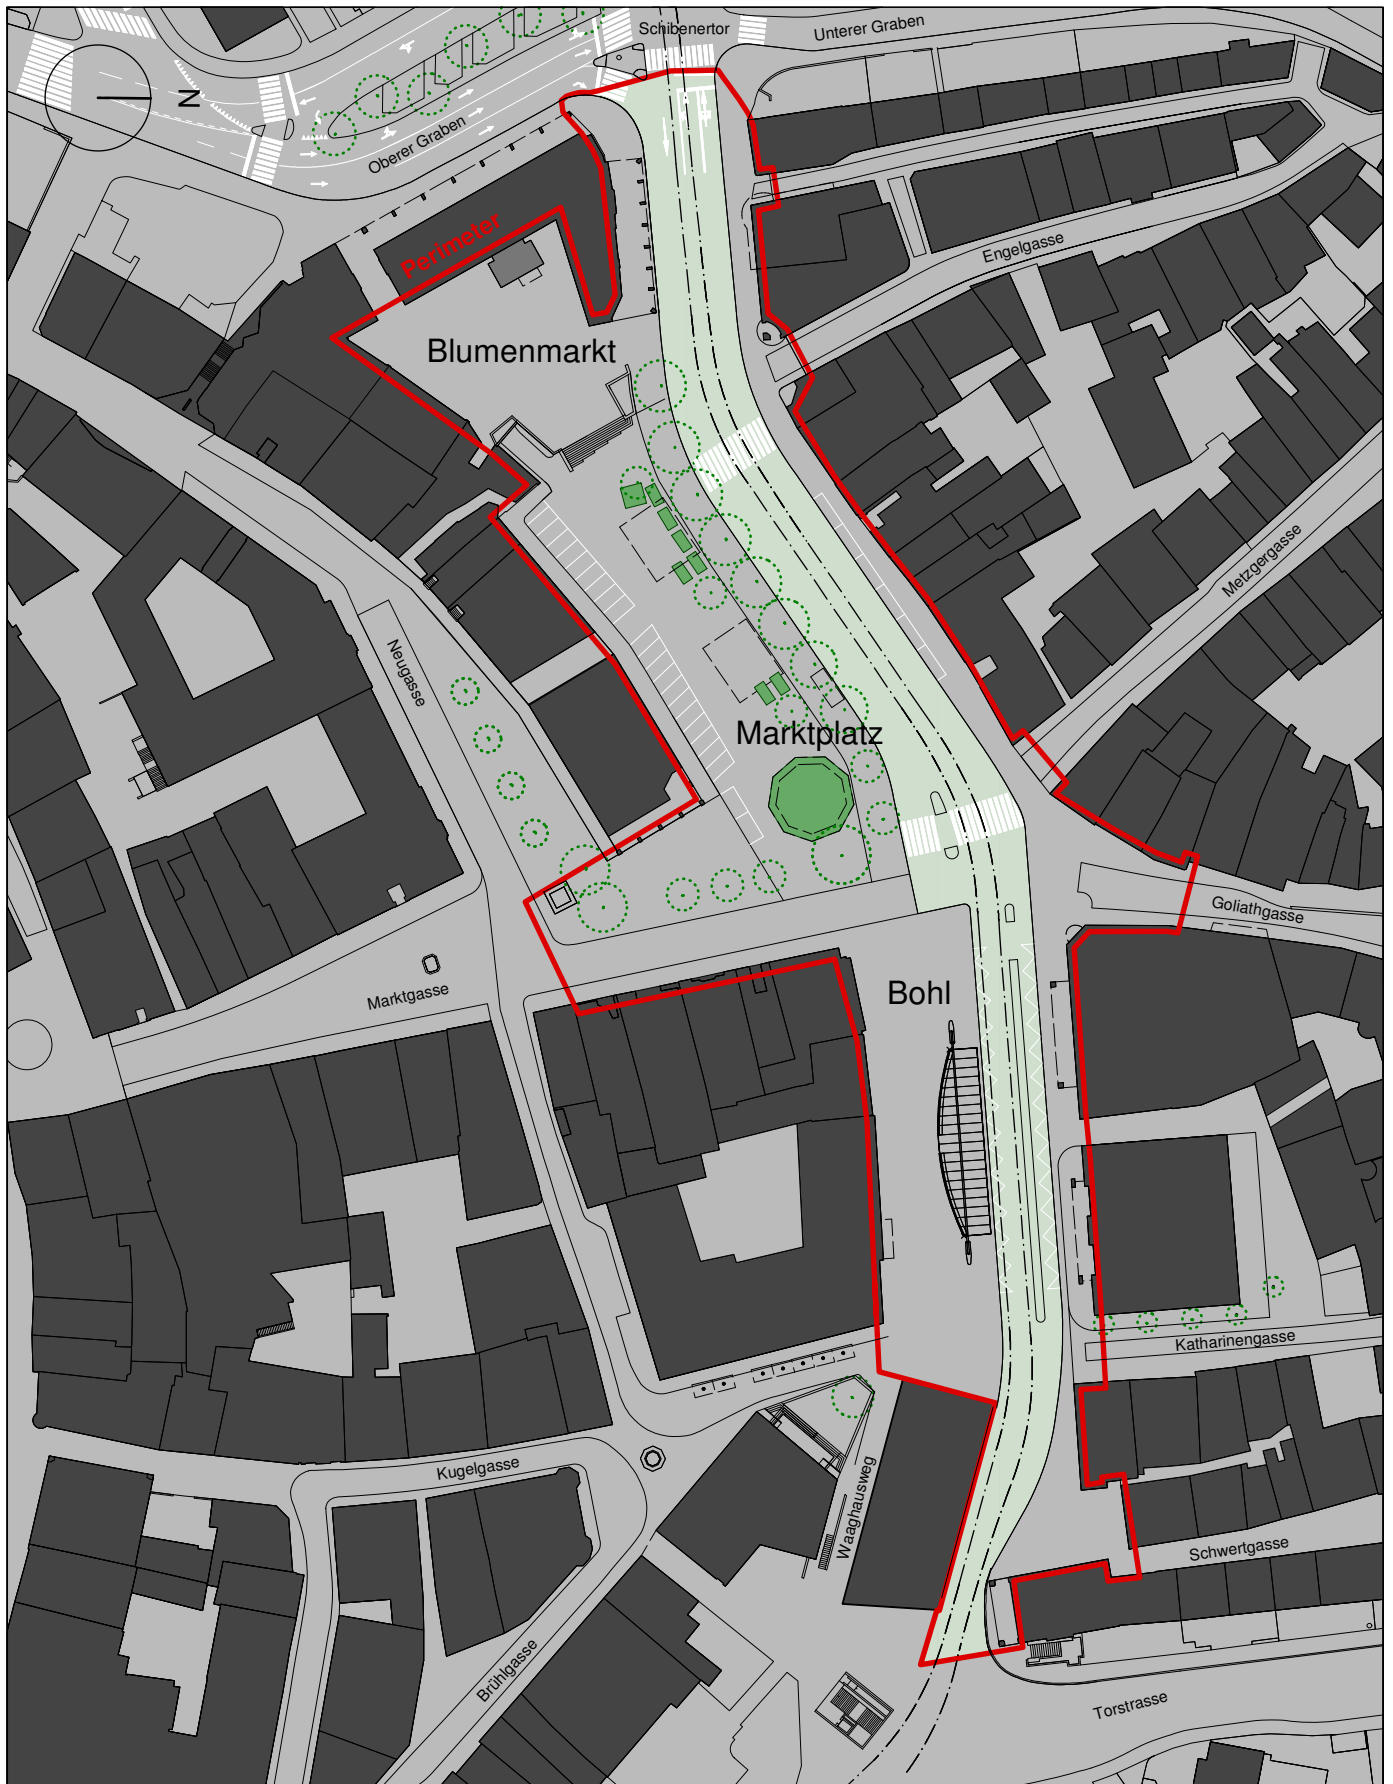 Schibenertor
Unterer Graben
N
Oberer Graben
Perimeter
Engelgasse
Blumenmarkt
Metzgergasse
Neugasse
Marktplatz
Goliathgasse
Marktgasse
Bohl
Katharinengasse
Kugelgasse
Waaghausweg
Schwertgasse
Brühlgasse
Torstrasse